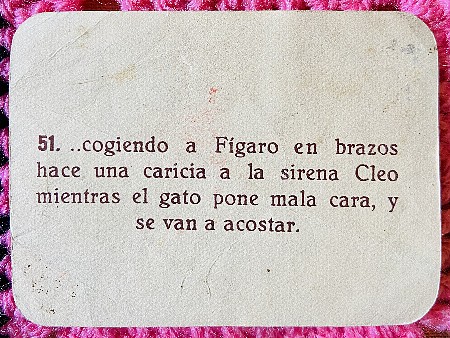 51. ..cogiendo a Fígaro en brazos
hace una caricia a la sirena Cleo
mientras el gato pone mala cara, y
se van a acostar.